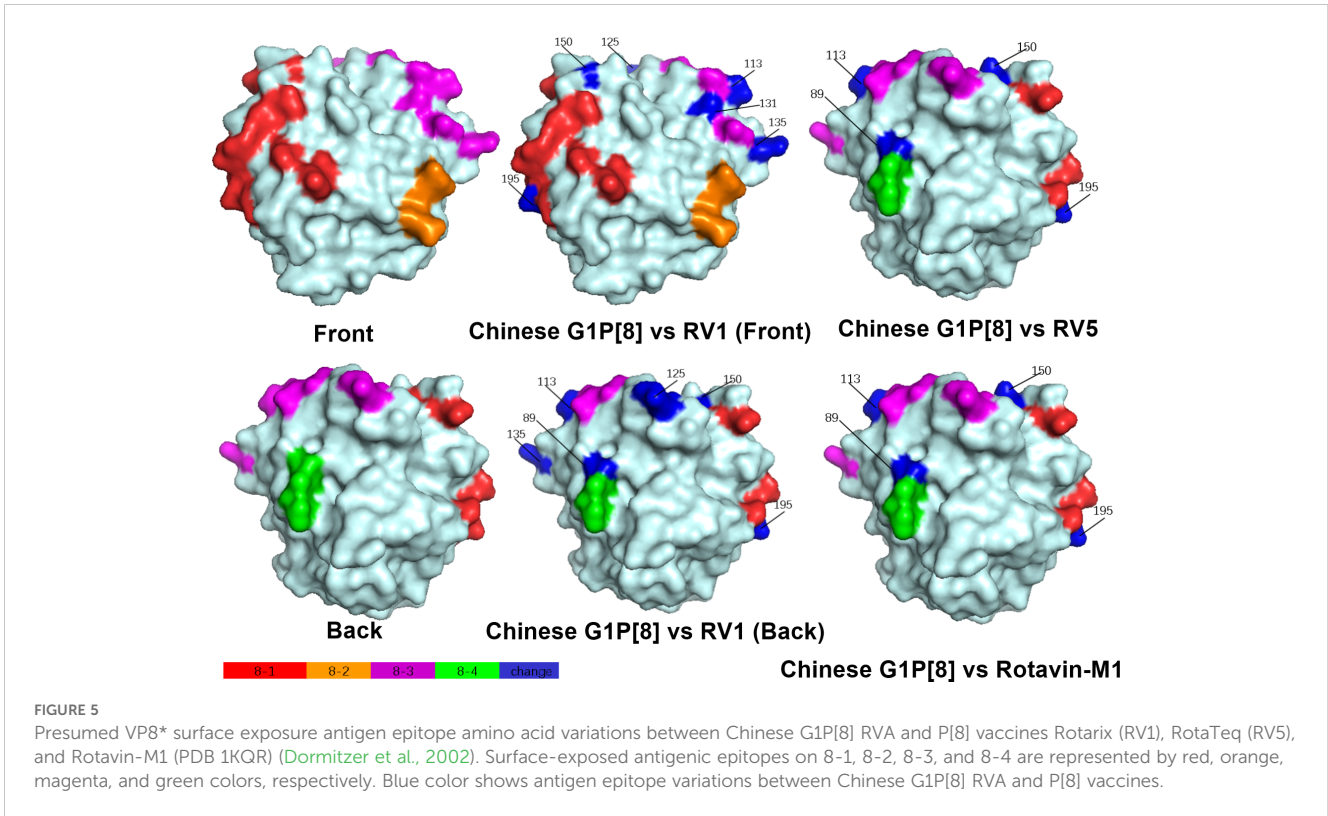 150
125
113
131
135
195
113
150
89
195
Front
Chinese G1P[8] vs RV1 (Front)
Chinese G1P[8] vs RV5
113
125
150
89
135
195
113
150
89
195
Back
Chinese G1P[8] vs RV1 (Back)
8-1
8-2
8-3
8-4
change
Chinese G1P[8] vs Rotavin-M1
FIGURE 5
Presumed VP8* surface exposure antigen epitope amino acid variations between Chinese G1P[8] RVA and P[8] vaccines Rotarix (RV1), RotaTeq (RV5),
and Rotavin-M1 (PDB 1KQR) (Dormitzer et al., 2002). Surface-exposed antigenic epitopes on 8-1, 8-2, 8-3, and 8-4 are represented by red, orange,
magenta, and green colors, respectively. Blue color shows antigen epitope variations between Chinese G1P[8] RVA and P[8] vaccines.